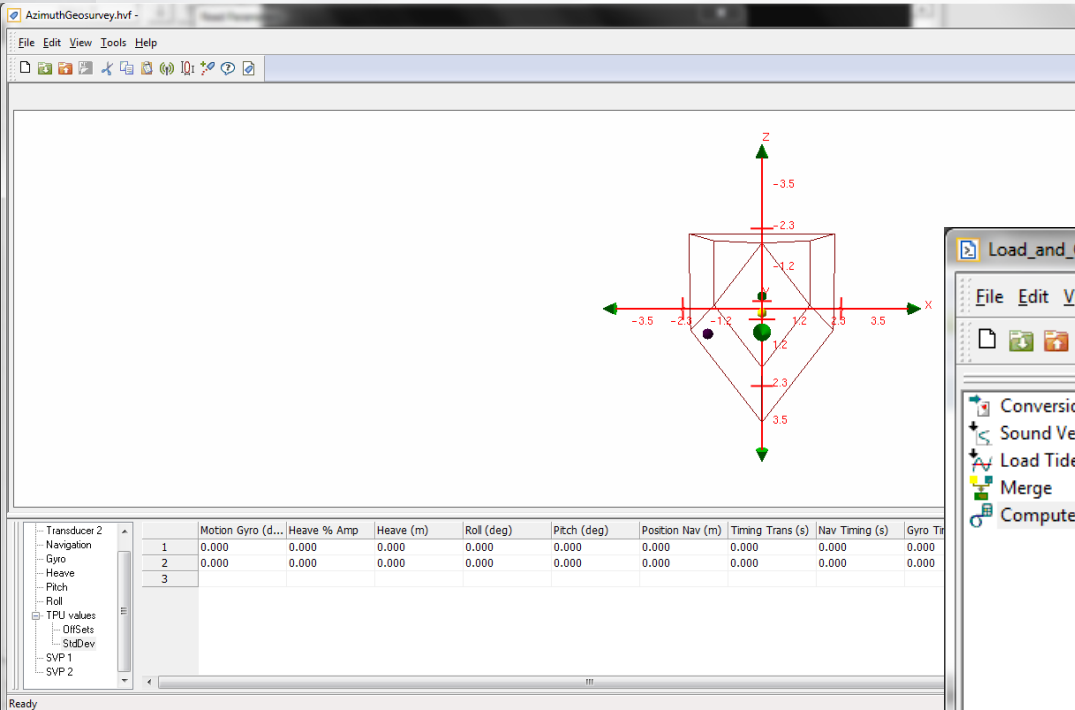 AzimuthGeosurvey.hvf -
File Edit View Tools Help
Z
-3.5
-2.3
-1.2
Y
X
-3.5 -2.3 -1.2 1.2 2.3 3.5
1.2
2.3
3.5
Load_and_
File Edit V
Conversio
Sound Ve
Load Tide
Merge
Compute
Transducer 2
Navigation
Gyro
Heave
Pitch
Roll
TPU values
OffSets
StdDev
SVP 1
SVP 2
Motion Gyro (d... Heave % Amp Heave (m) Roll (deg) Pitch (deg) Position Nav (m) Timing Trans (s) Nav Timing (s) Gyro Tir
1 0.000 0.000 0.000 0.000 0.000 0.000 0.000 0.000 0.000
2 0.000 0.000 0.000 0.000 0.000 0.000 0.000 0.000 0.000
3
Ready